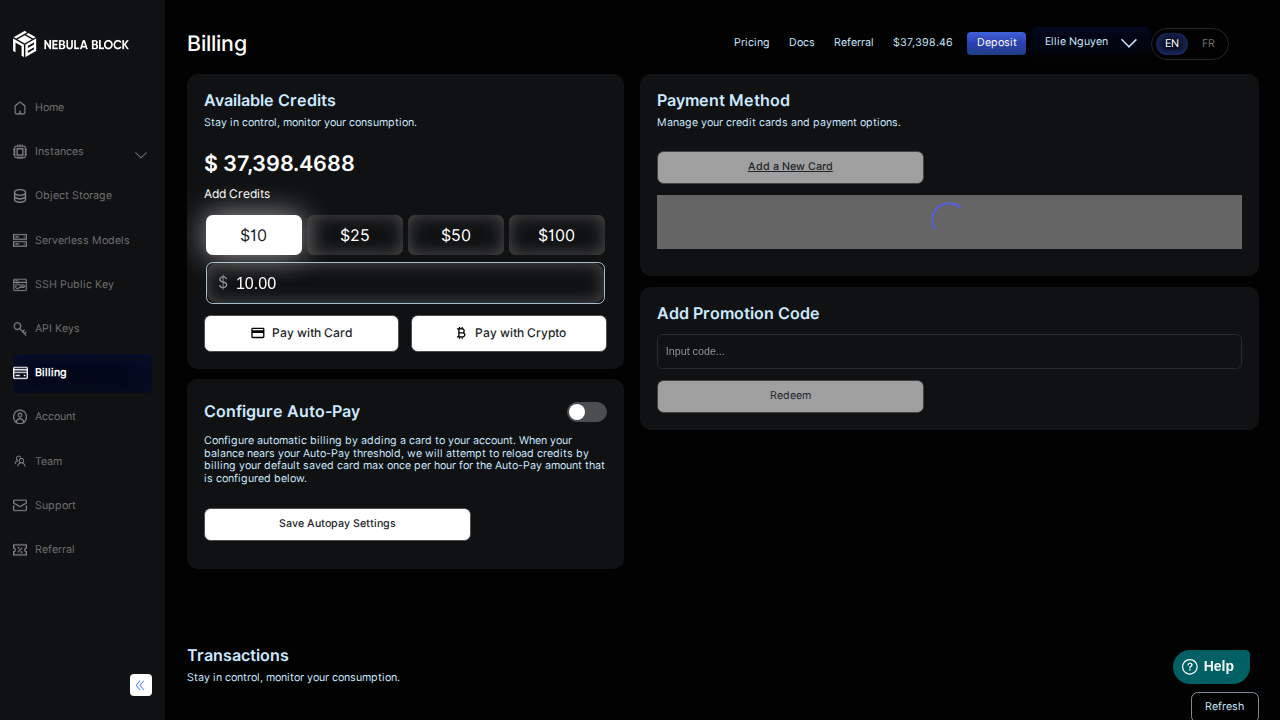 NEBULA BLOCK
Home
Instances
Object Storage
Serverless Models
SSH Public Key
API Keys
Billing
Account
Team
Support
Referral
Billing
Pricing
Docs
Referral
$37,398.46
Deposit
Ellie Nguyen
EN
FR
Available Credits
Stay in control, monitor your consumption.
$ 37,398.4688
Add Credits
$10
$25
$50
$100
$ 10.00
Pay with Card
Pay with Crypto
Configure Auto-Pay
Configure automatic billing by adding a card to your account. When your
balance nears your Auto-Pay threshold, we will attempt to reload credits by
billing your default saved card max once per hour for the Auto-Pay amount that
is configured below.
Save Autopay Settings
Payment Method
Manage your credit cards and payment options.
Add a New Card
Add Promotion Code
Input code...
Redeem
Transactions
Stay in control, monitor your consumption.
Help
Refresh